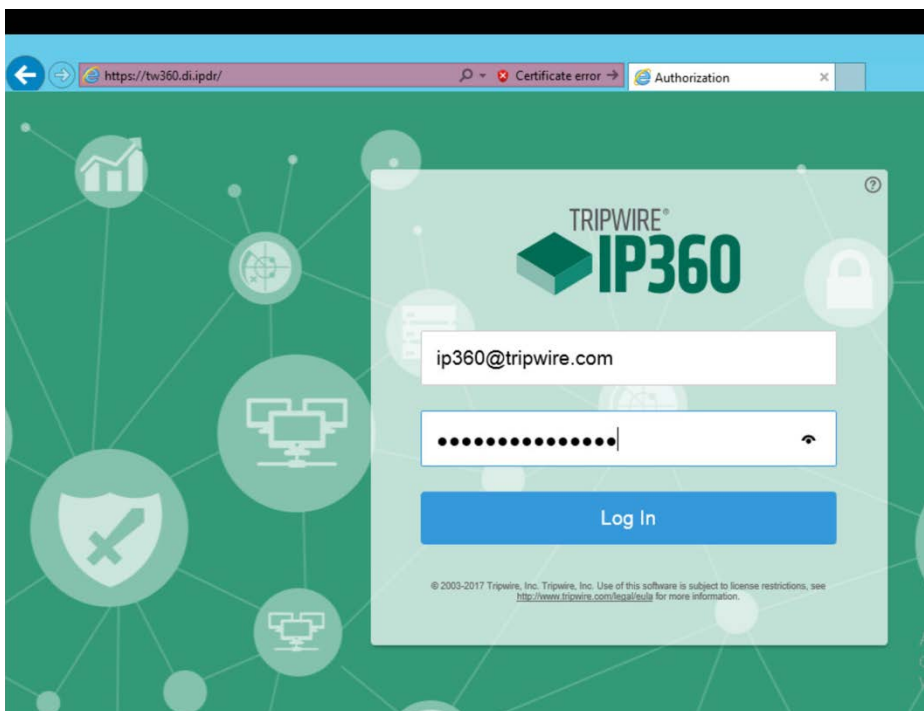 https://tw360.di.ipdr/ Certificate error Authorization
TRIPWIRE®
IP360
ip360@tripwire.com
●●●●●●●●●●●●●●●
Log In
© 2003-2017 Tripwire, Inc. Tripwire, Inc. Use of this software is subject to license restrictions, see
http://www.tripwire.com/legal/eula for more information.